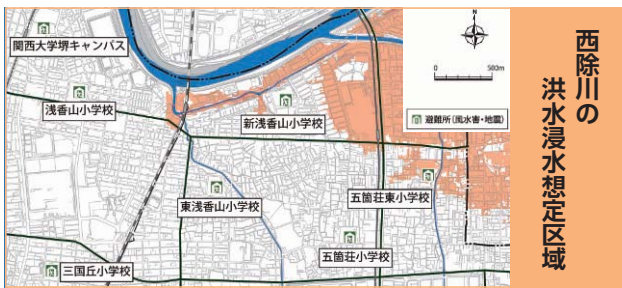 西除川の
洪水浸水想定区域
関西大学堺キャンパス
N
0 500m
避難所(風水害・地震)
浅香山小学校
新浅香山小学校
東浅香山小学校
五箇荘東小学校
五箇荘小学校
三国丘小学校